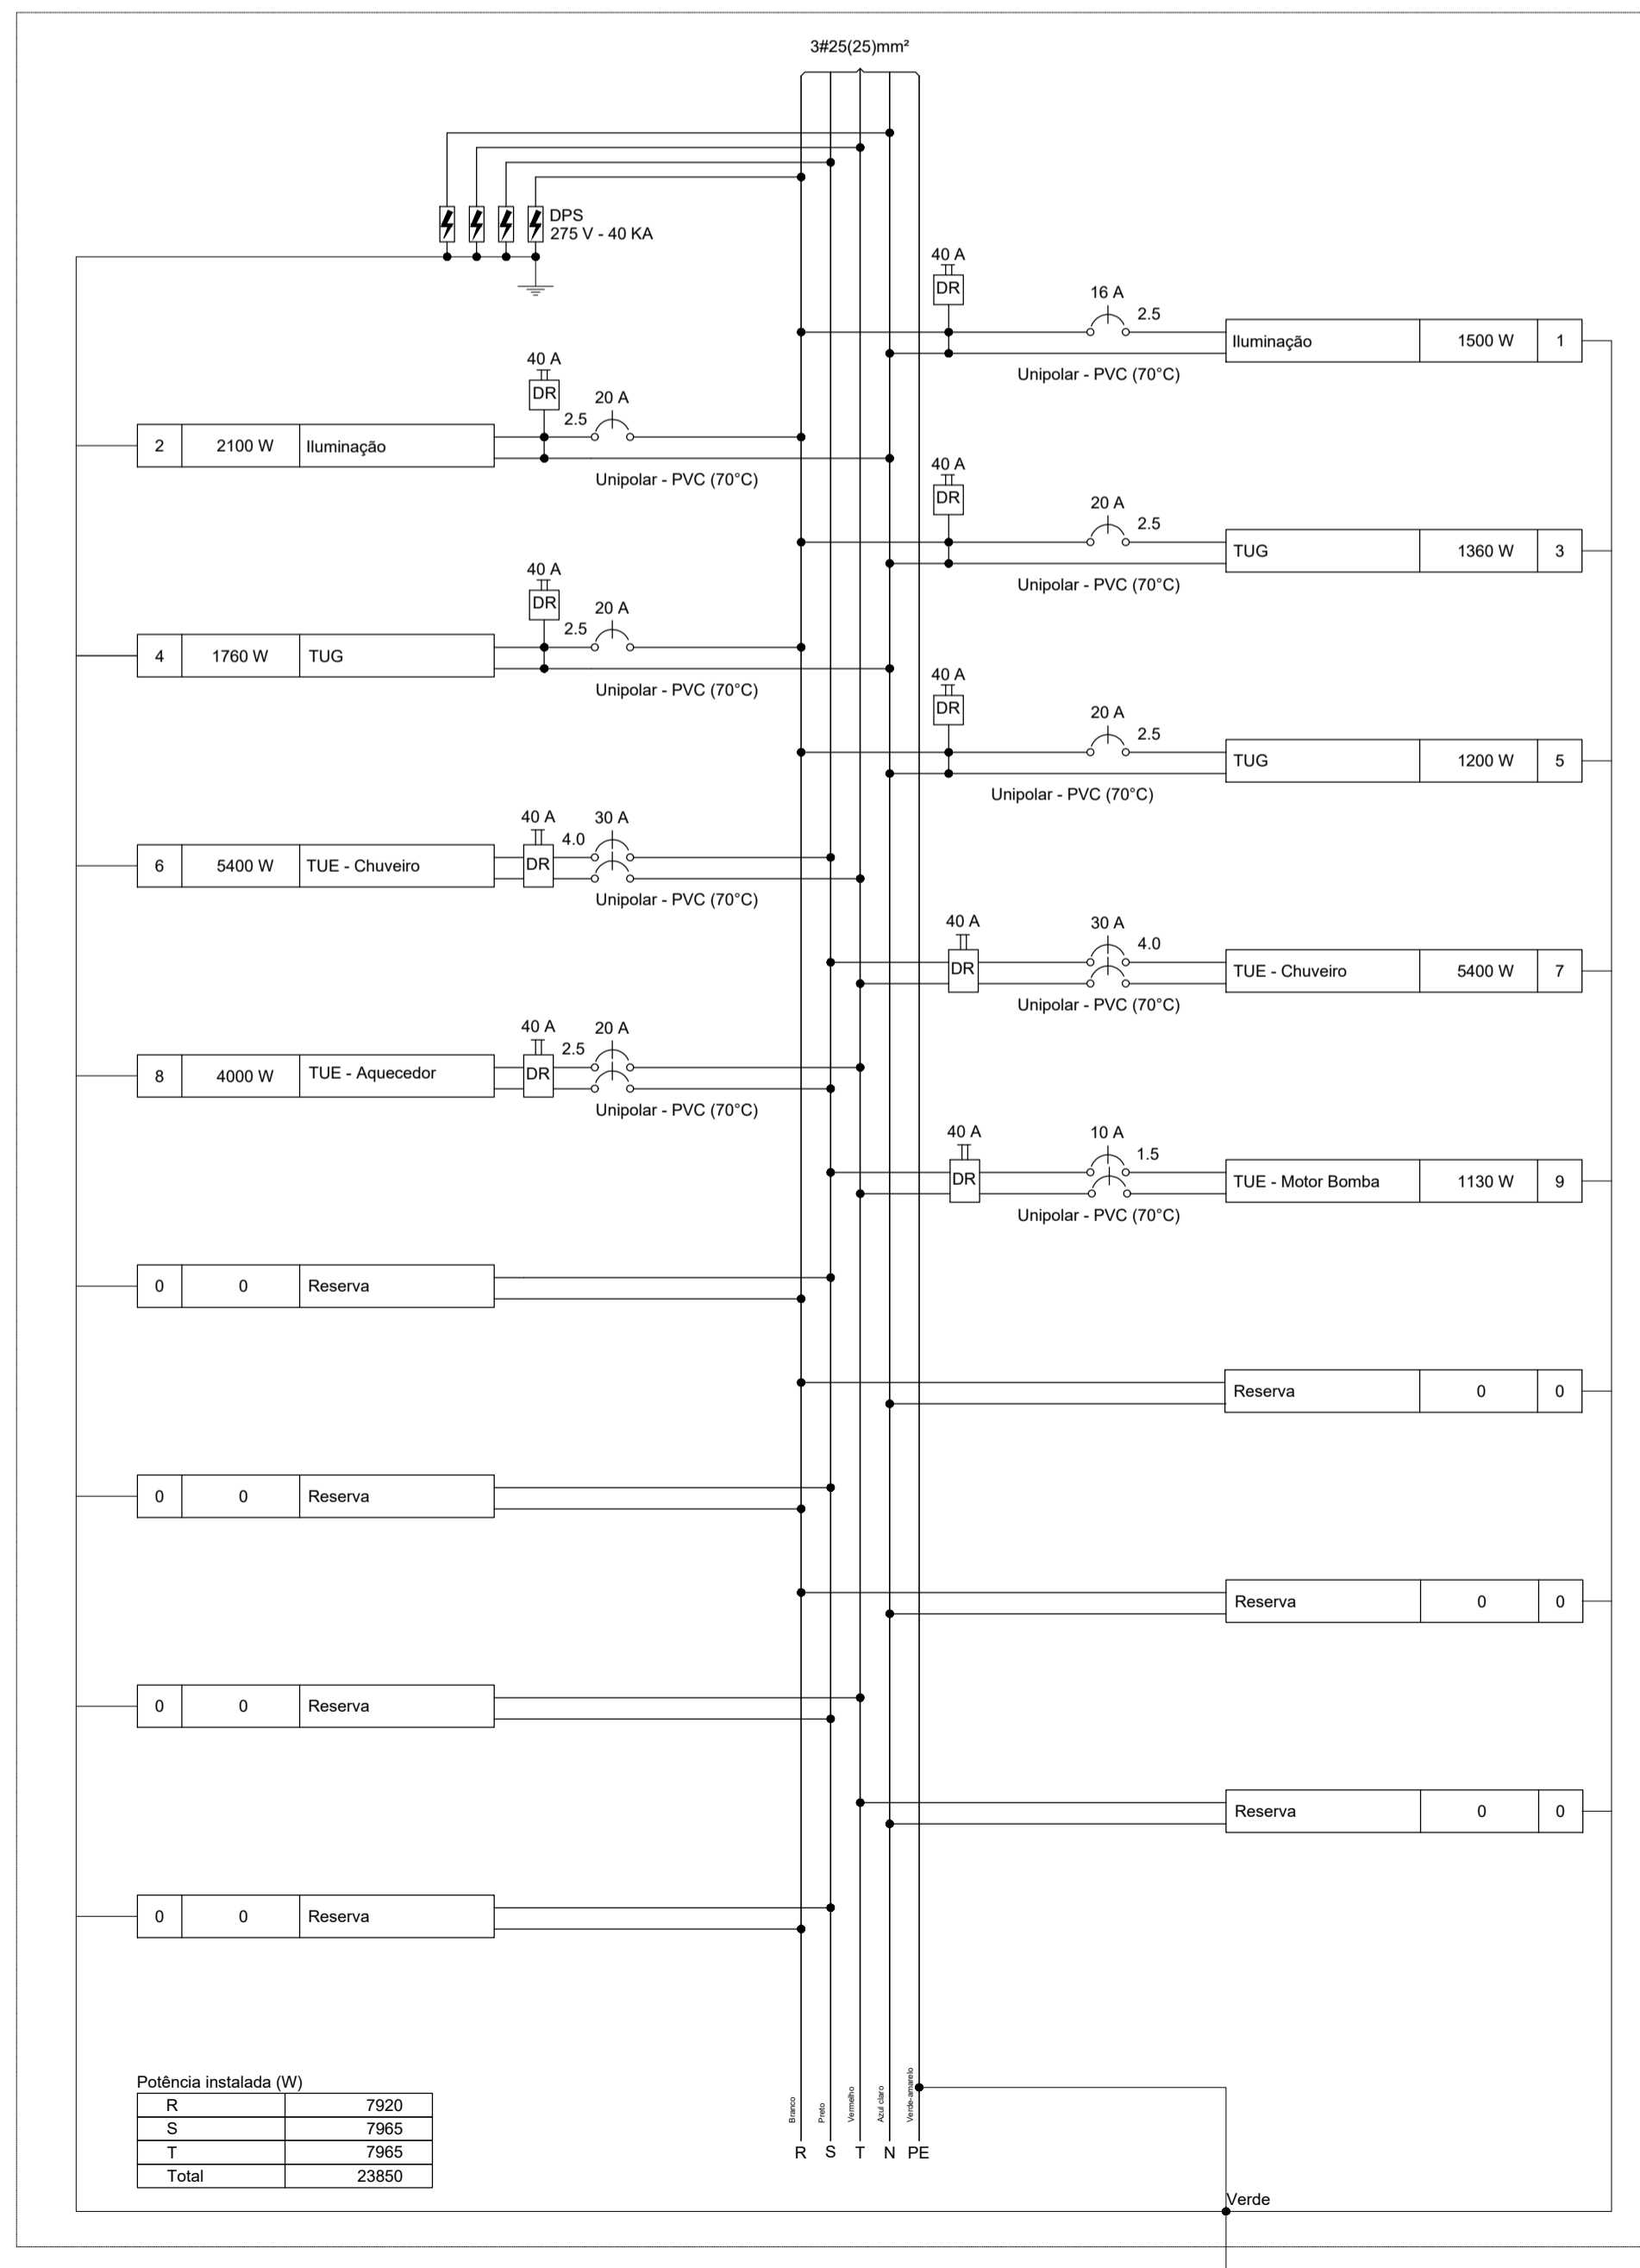 3#25(25)mm²
DPS
275 V - 40 KA
40 A
DR
16 A
2.5
Iluminação 1500 W 1
Unipolar - PVC (70°C)
40 A
DR
20 A
2.5
2 2100 W Iluminação
Unipolar - PVC (70°C)
40 A
DR
20 A
2.5
TUG 1360 W 3
Unipolar - PVC (70°C)
40 A
DR
20 A
2.5
4 1760 W TUG
Unipolar - PVC (70°C)
40 A
DR
20 A
2.5
TUG 1200 W 5
Unipolar - PVC (70°C)
40 A
30 A
4.0
6 5400 W TUE - Chuveiro DR
Unipolar - PVC (70°C)
40 A
30 A
4.0
DR TUE - Chuveiro 5400 W 7
Unipolar - PVC (70°C)
40 A
20 A
2.5
8 4000 W TUE - Aquecedor DR
Unipolar - PVC (70°C)
40 A
10 A
1.5
DR TUE - Motor Bomba 1130 W 9
Unipolar - PVC (70°C)
0 0 Reserva
Reserva 0 0
0 0 Reserva
Reserva 0 0
0 0 Reserva
Reserva 0 0
0 0 Reserva
Potência instalada (W)
R 7920
S 7965
T 7965
Total 23850
Branco
Preto
Vermelho
Azul claro
Verde-amarelo
R S T N PE
Verde